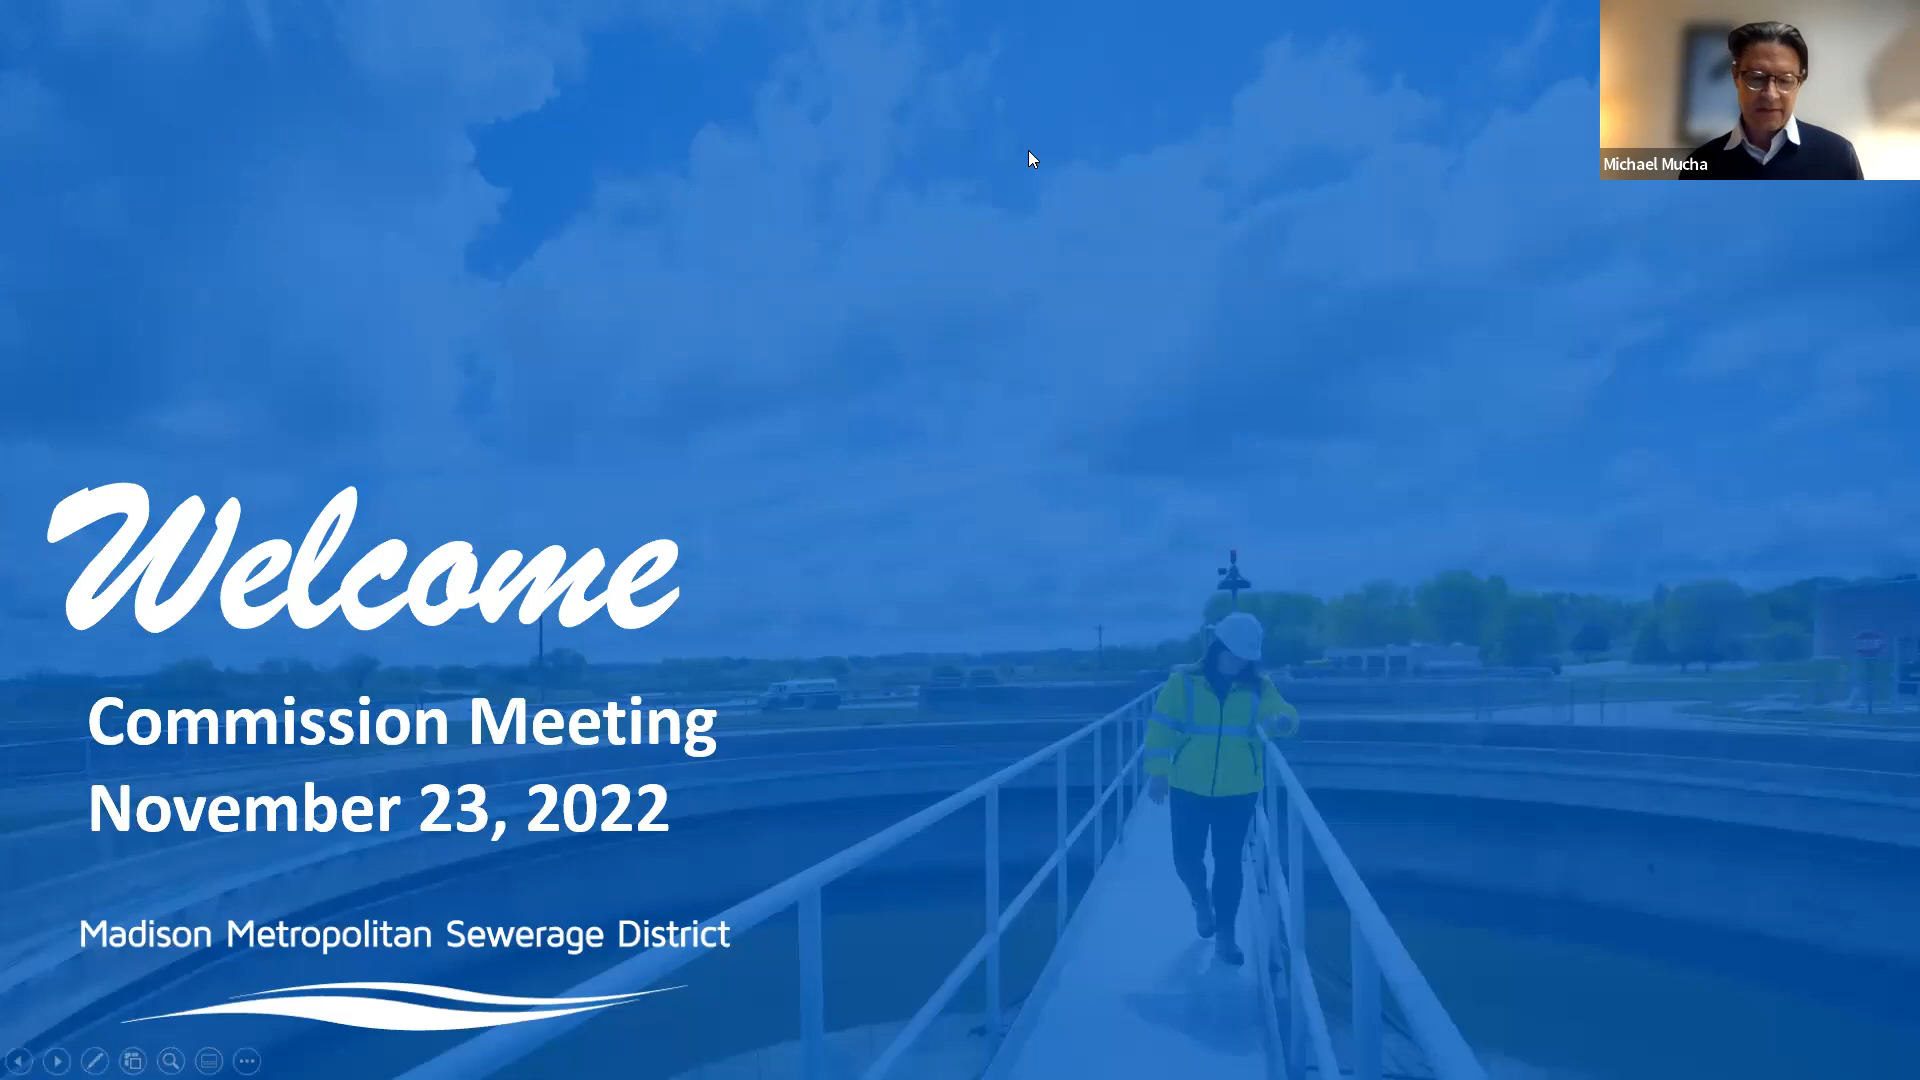 Michael Mucha
Welcome
Commission Meeting
November 23, 2022
Madison Metropolitan Sewerage District